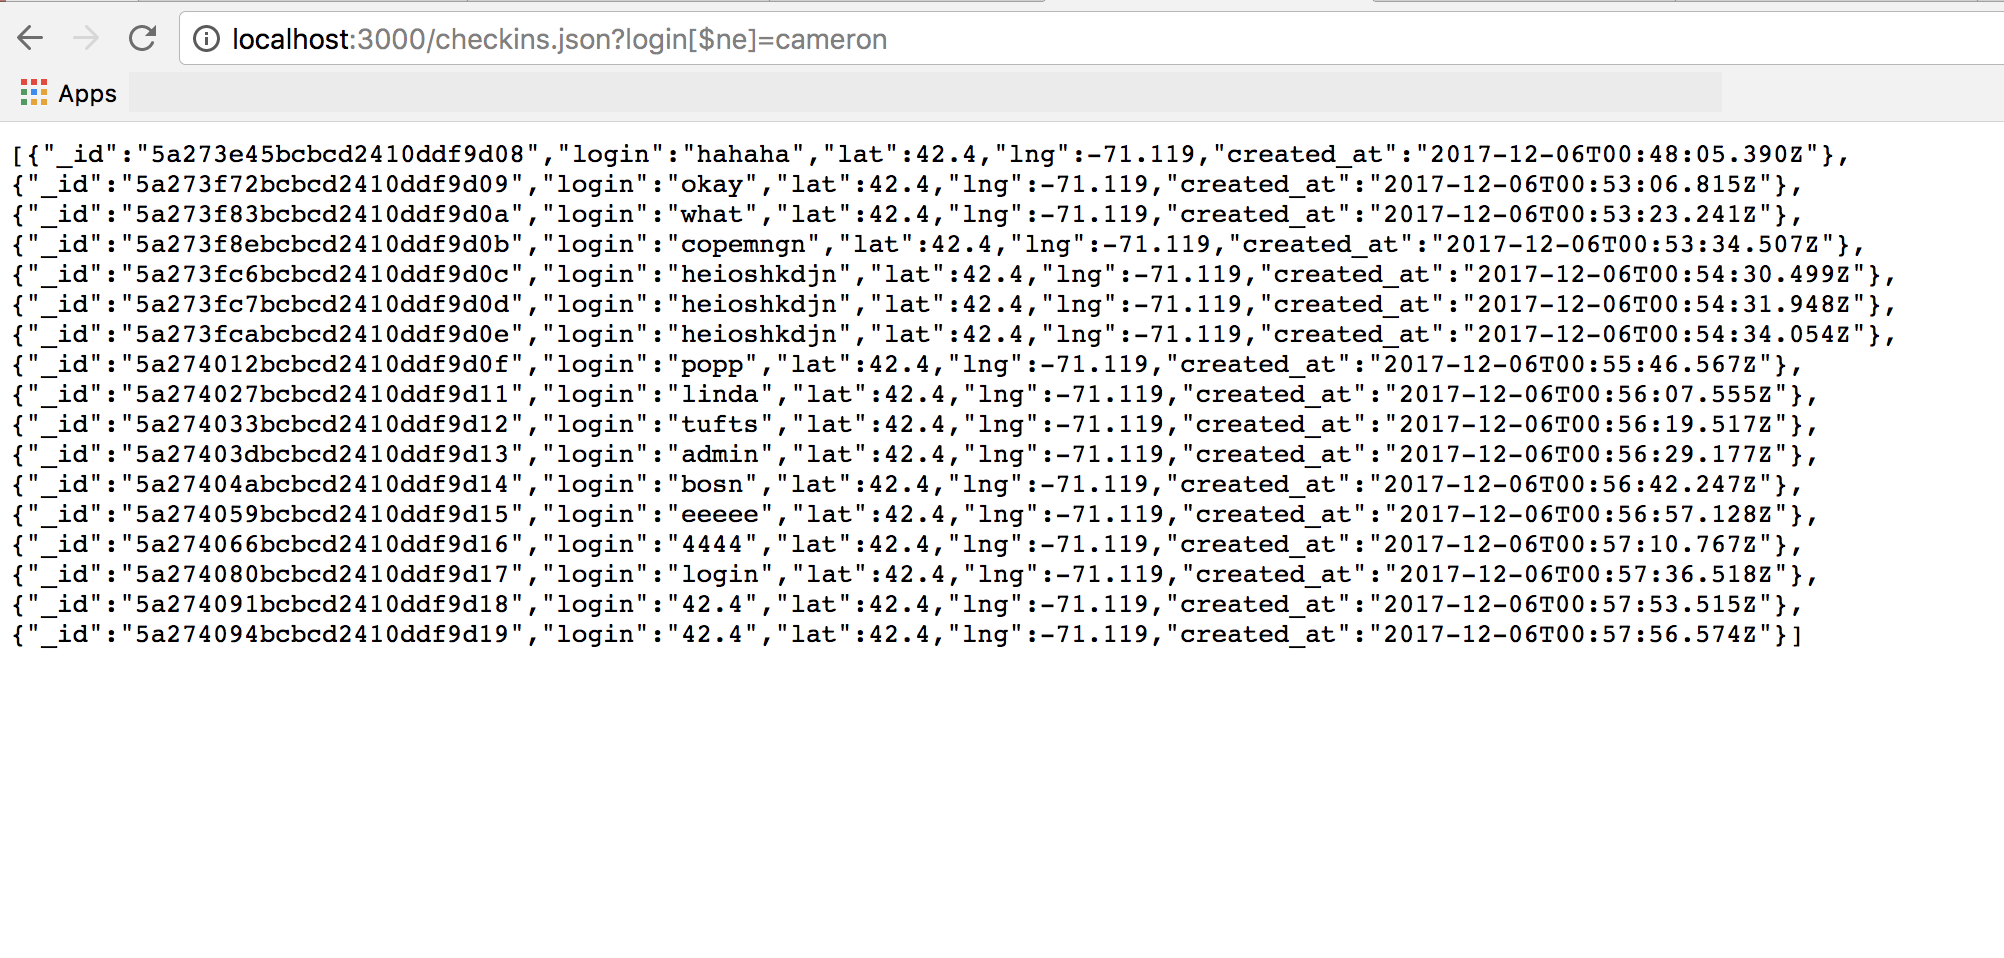 localhost:3000/checkins.json?login[$ne]=cameron
Apps
[{"_id":"5a273e45bcbcd2410ddf9d08","login":"hahaha","lat":42.4,"lng":-71.119,"created_at":"2017-12-06T00:48:05.390Z"},
{"_id":"5a273f72bcbcd2410ddf9d09","login":"okay","lat":42.4,"lng":-71.119,"created_at":"2017-12-06T00:53:06.815Z"},
{"_id":"5a273f83bcbcd2410ddf9d0a","login":"what","lat":42.4,"lng":-71.119,"created_at":"2017-12-06T00:53:23.241Z"},
{"_id":"5a273f8ebcbcd2410ddf9d0b","login":"copemngn","lat":42.4,"lng":-71.119,"created_at":"2017-12-06T00:53:34.507Z"},
{"_id":"5a273fc6bcbcd2410ddf9d0c","login":"heioshkdjn","lat":42.4,"lng":-71.119,"created_at":"2017-12-06T00:54:30.499Z"},
{"_id":"5a273fc7bcbcd2410ddf9d0d","login":"heioshkdjn","lat":42.4,"lng":-71.119,"created_at":"2017-12-06T00:54:31.948Z"},
{"_id":"5a273fcabcbcd2410ddf9d0e","login":"heioshkdjn","lat":42.4,"lng":-71.119,"created_at":"2017-12-06T00:54:34.054Z"},
{"_id":"5a274012bcbcd2410ddf9d0f","login":"popp","lat":42.4,"lng":-71.119,"created_at":"2017-12-06T00:55:46.567Z"},
{"_id":"5a274027bcbcd2410ddf9d11","login":"linda","lat":42.4,"lng":-71.119,"created_at":"2017-12-06T00:56:07.555Z"},
{"_id":"5a274033bcbcd2410ddf9d12","login":"tufts","lat":42.4,"lng":-71.119,"created_at":"2017-12-06T00:56:19.517Z"},
{"_id":"5a27403dbcbcd2410ddf9d13","login":"admin","lat":42.4,"lng":-71.119,"created_at":"2017-12-06T00:56:29.177Z"},
{"_id":"5a27404abcbcd2410ddf9d14","login":"bosn","lat":42.4,"lng":-71.119,"created_at":"2017-12-06T00:56:42.247Z"},
{"_id":"5a274059bcbcd2410ddf9d15","login":"eeeee","lat":42.4,"lng":-71.119,"created_at":"2017-12-06T00:56:57.128Z"},
{"_id":"5a274066bcbcd2410ddf9d16","login":"4444","lat":42.4,"lng":-71.119,"created_at":"2017-12-06T00:57:10.767Z"},
{"_id":"5a274080bcbcd2410ddf9d17","login":"login","lat":42.4,"lng":-71.119,"created_at":"2017-12-06T00:57:36.518Z"},
{"_id":"5a274091bcbcd2410ddf9d18","login":"42.4","lat":42.4,"lng":-71.119,"created_at":"2017-12-06T00:57:53.515Z"},
{"_id":"5a274094bcbcd2410ddf9d19","login":"42.4","lat":42.4,"lng":-71.119,"created_at":"2017-12-06T00:57:56.574Z"}]